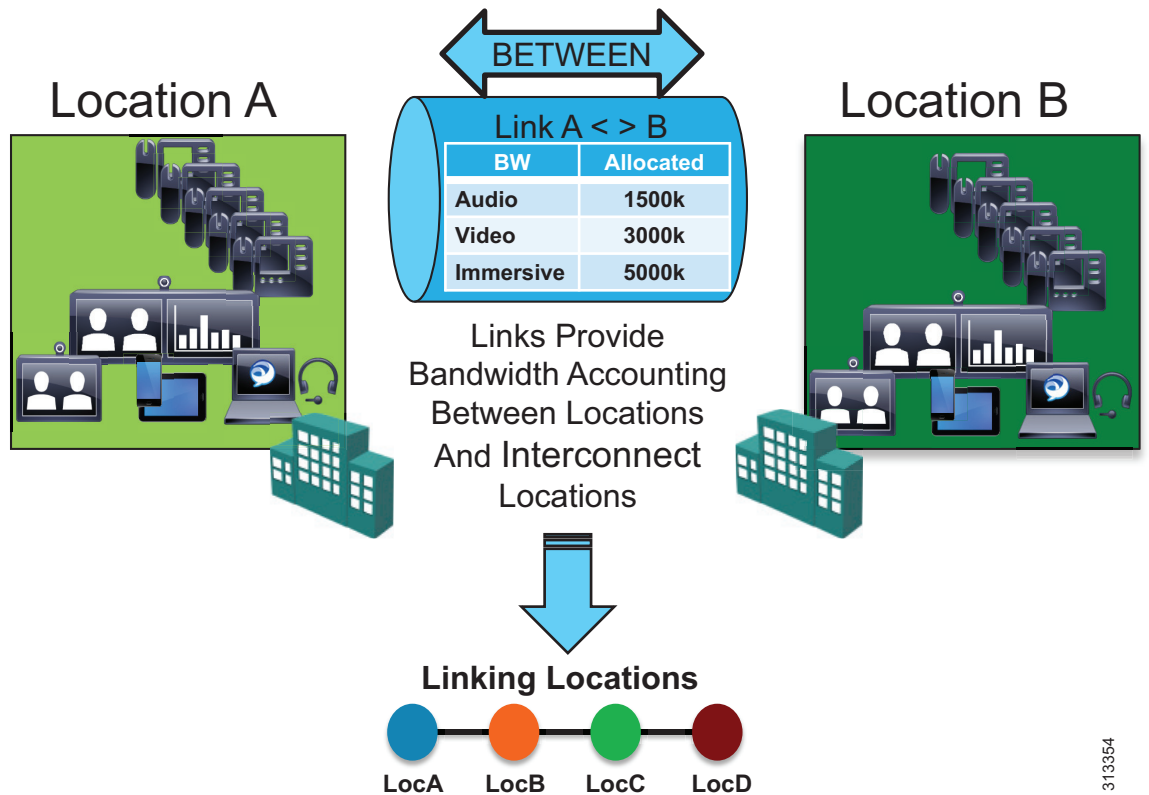 BETWEEN
Location A
Location B
Link A < > B
BW Allocated
Audio 1500k
Video 3000k
Immersive 5000k
Links Provide
Bandwidth Accounting
Between Locations
And Interconnect
Locations
Linking Locations
LocA LocB LocC LocD
313354